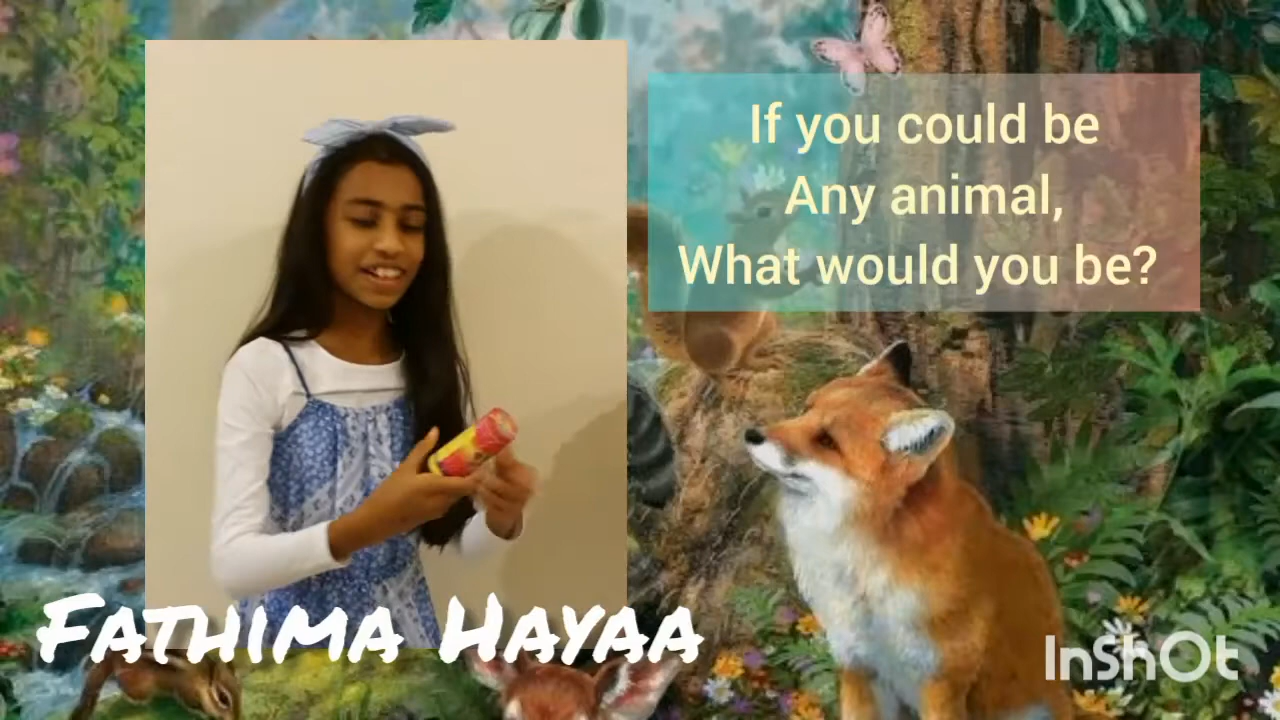 If you could be
Any animal,
What would you be?
Fathima Hayaa
InShOt